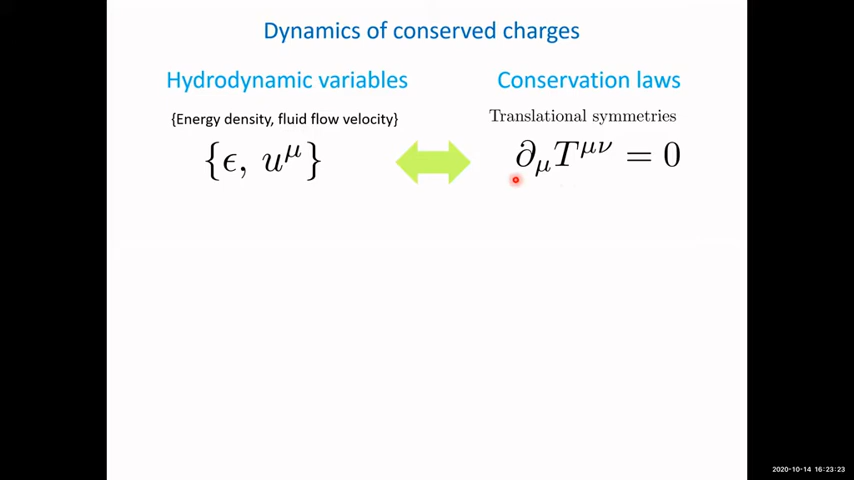 Dynamics of conserved charges
Hydrodynamic variables
Conservation laws
{Energy density, fluid flow velocity}
Translational symmetries
{ϵ, u^μ}
∂_μ T^{μν} = 0
2020-10-14 16:23:23